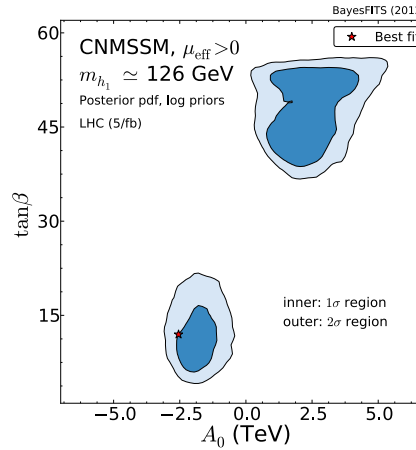 BayesFITS (2013
Best fit
CNMSSM, μeff>0
mh1 ≃ 126 GeV
Posterior pdf, log priors
LHC (5/fb)
60
45
30
15
tanβ
inner: 1σ region
outer: 2σ region
−5.0 −2.5 0.0 2.5 5.0
A0 (TeV)